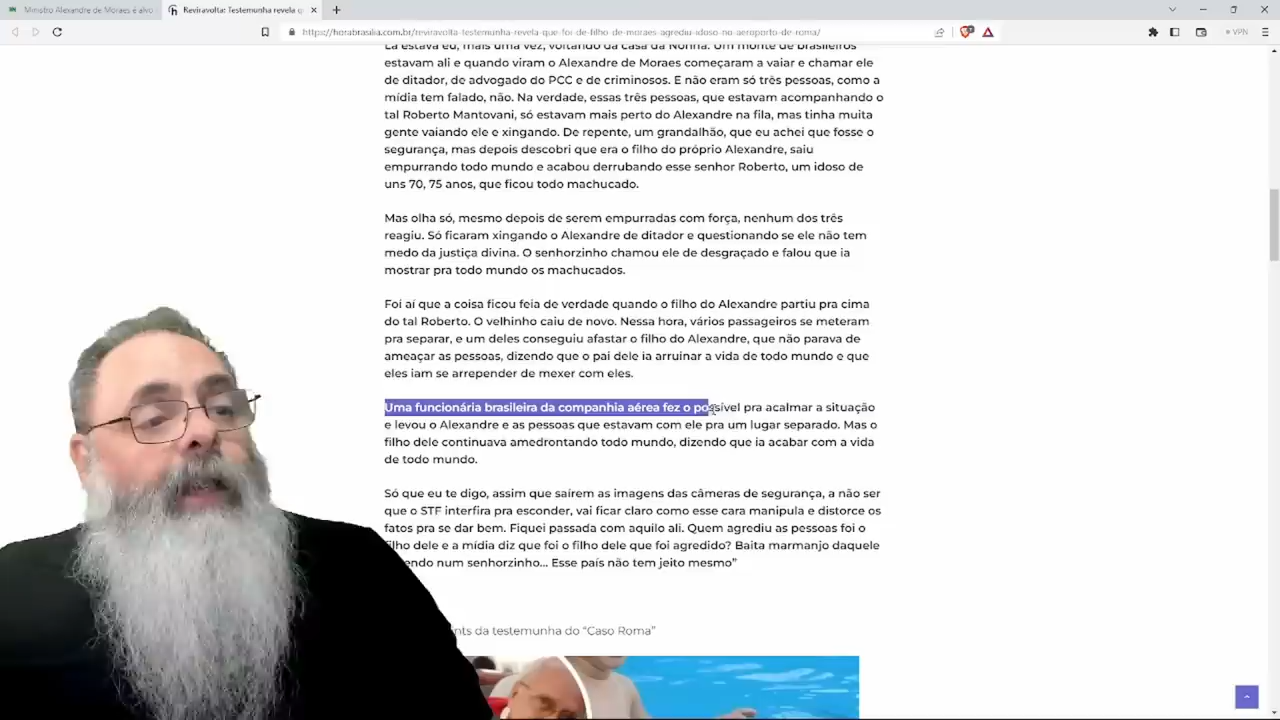 Ministro Alexandre de Moraes é alvo
Reviravolta: Testemunha revela q
https://horabrasilia.com.br/reviravolta-testemunha-revela-que-foi-de-filho-de-moraes-agrediu-idoso-no-aeroporto-de-roma/
VPN
Lá estava eu, mais uma vez, voltando da casa da Nonna. Um monte de brasileiros
estavam ali e quando viram o Alexandre de Moraes começaram a vaiar e chamar ele
de ditador, de advogado do PCC e de criminosos. E não eram só três pessoas, como a
mídia tem falado, não. Na verdade, essas três pessoas, que estavam acompanhando o
tal Roberto Mantovani, só estavam mais perto do Alexandre na fila, mas tinha muita
gente vaiando ele e xingando. De repente, um grandalhão, que eu achei que fosse o
segurança, mas depois descobri que era o filho do próprio Alexandre, saiu
empurrando todo mundo e acabou derrubando esse senhor Roberto, um idoso de
uns 70, 75 anos, que ficou todo machucado.
Mas olha só, mesmo depois de serem empurradas com força, nenhum dos três
reagiu. Só ficaram xingando o Alexandre de ditador e questionando se ele não tem
medo da justiça divina. O senhorzinho chamou ele de desgraçado e falou que ia
mostrar pra todo mundo os machucados.
Foi aí que a coisa ficou feia de verdade quando o filho do Alexandre partiu pra cima
do tal Roberto. O velhinho caiu de novo. Nessa hora, vários passageiros se meteram
pra separar, e um deles conseguiu afastar o filho do Alexandre, que não parava de
ameaçar as pessoas, dizendo que o pai dele ia arruinar a vida de todo mundo e que
eles iam se arrepender de mexer com eles.
Uma funcionária brasileira da companhia aérea fez o possível pra acalmar a situação
e levou o Alexandre e as pessoas que estavam com ele pra um lugar separado. Mas o
filho dele continuava amedrontando todo mundo, dizendo que ia acabar com a vida
de todo mundo.
Só que eu te digo, assim que saírem as imagens das câmeras de segurança, a não ser
que o STF interfira pra esconder, vai ficar claro como esse cara manipula e distorce os
fatos pra se dar bem. Fiquei passada com aquilo ali. Quem agrediu as pessoas foi o
filho dele e a mídia diz que foi o filho dele que foi agredido? Baita marmanjo daquele
endo num senhorzinho... Esse país não tem jeito mesmo"
nts da testemunha do "Caso Roma"